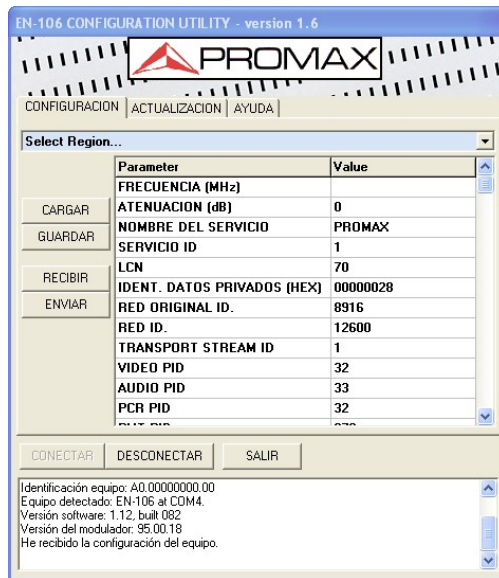 EN-106 CONFIGURATION UTILITY - version 1.6
PROMAX
CONFIGURACION ACTUALIZACION AYUDA
Select Region...
Parameter Value
FRECUENCIA (MHz)
CARGAR ATENUACION (dB) 0
NOMBRE DEL SERVICIO PROMAX
GUARDAR SERVICIO ID 1
LCN 70
RECIBIR IDENT. DATOS PRIVADOS (HEX) 00000028
ENVIAR RED ORIGINAL ID. 8916
RED ID. 12600
TRANSPORT STREAM ID 1
VIDEO PID 32
AUDIO PID 33
PCR PID 32
CONECTAR DESCONECTAR SALIR
Identificación equipo: A0.00000000.00
Equipo detectado: EN-106 at COM4.
Versión software: 1.12, built 082
Versión del modulador: 95.00.18
He recibido la configuración del equipo.